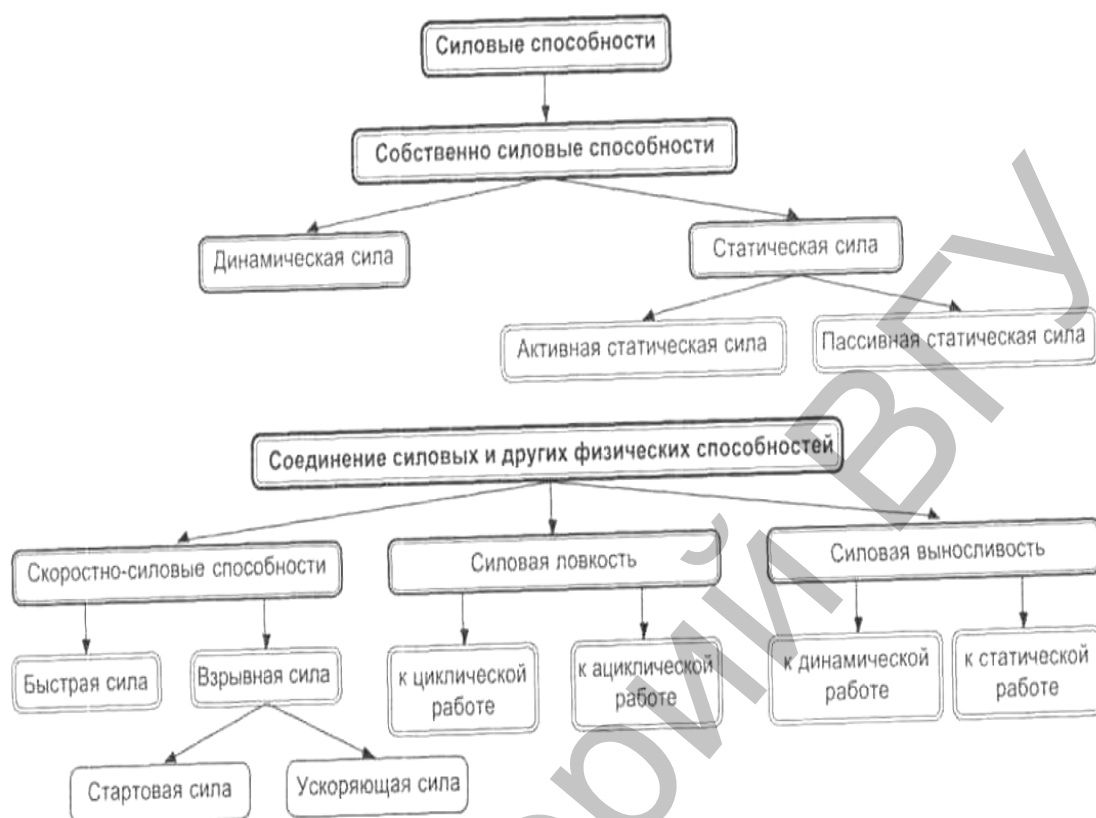 Силовые способности
Собственно силовые способности
Динамическая сила
Статическая сила
Активная статическая сила
Пассивная статическая сила
Соединение силовых и других физических способностей
Скоростно-силовые способности
Силовая ловкость
Силовая выносливость
Быстрая сила
Взрывная сила
к циклической
работе
к ациклической
работе
к динамической
работе
к статической
работе
Стартовая сила
Ускоряющая сила
орий ВГУ